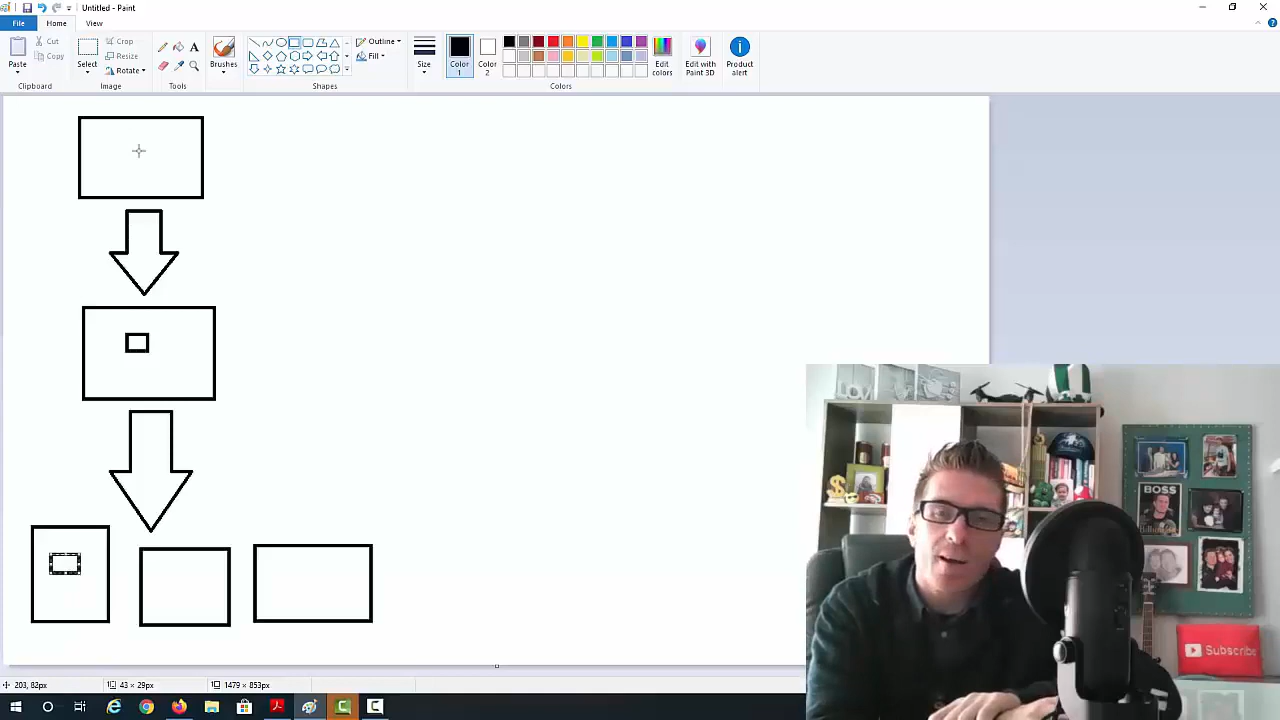 Untitled - Paint
File
Home
View
Paste
Cut
Copy
Clipboard
Select
Crop
Resize
Rotate
Image
A
Tools
Brushes
Shapes
Outline
Fill
Size
Color 1
Color 2
Colors
Edit colors
Edit with Paint 3D
Product alert
LOV
$
BOSS
Subscribe
203, 82px
43 × 29px
1479 × 853px